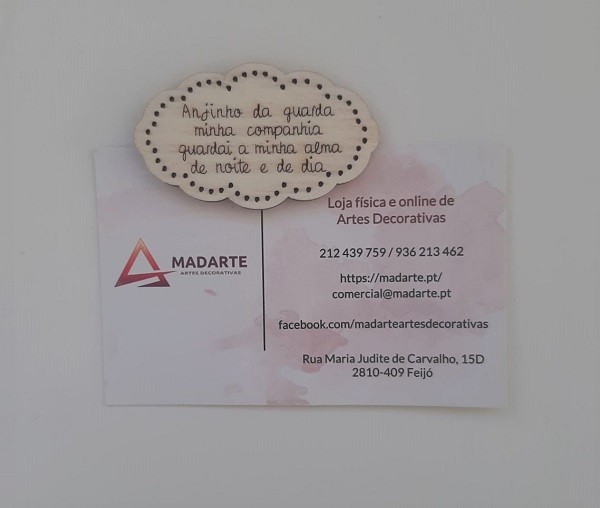 Anjinho da guarda
minha companhia
guardai a minha alma
de noite e de dia
MADARTE
ARTES DECORATIVAS
Loja física e online de
Artes Decorativas
212 439 759 / 936 213 462
https://madarte.pt/
comercial@madarte.pt
facebook.com/madarteartesdecorativas
Rua Maria Judite de Carvalho, 15D
2810-409 Feijó